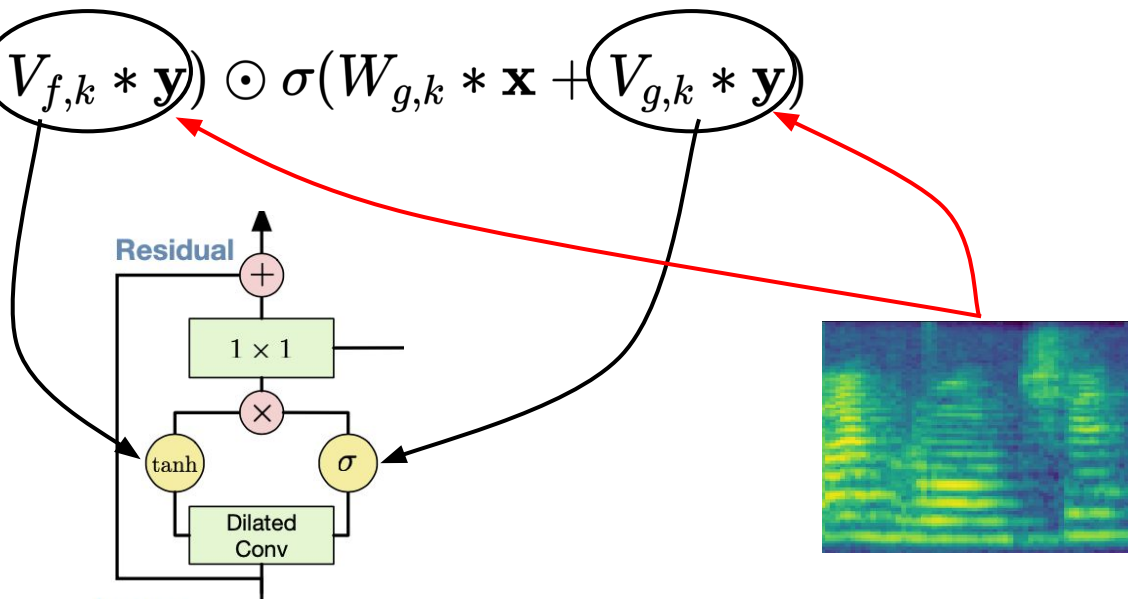 V_{f,k} * y) ⊙ σ(W_{g,k} * x + V_{g,k} * y)
Residual
+
1 × 1
×
tanh
σ
Dilated
Conv